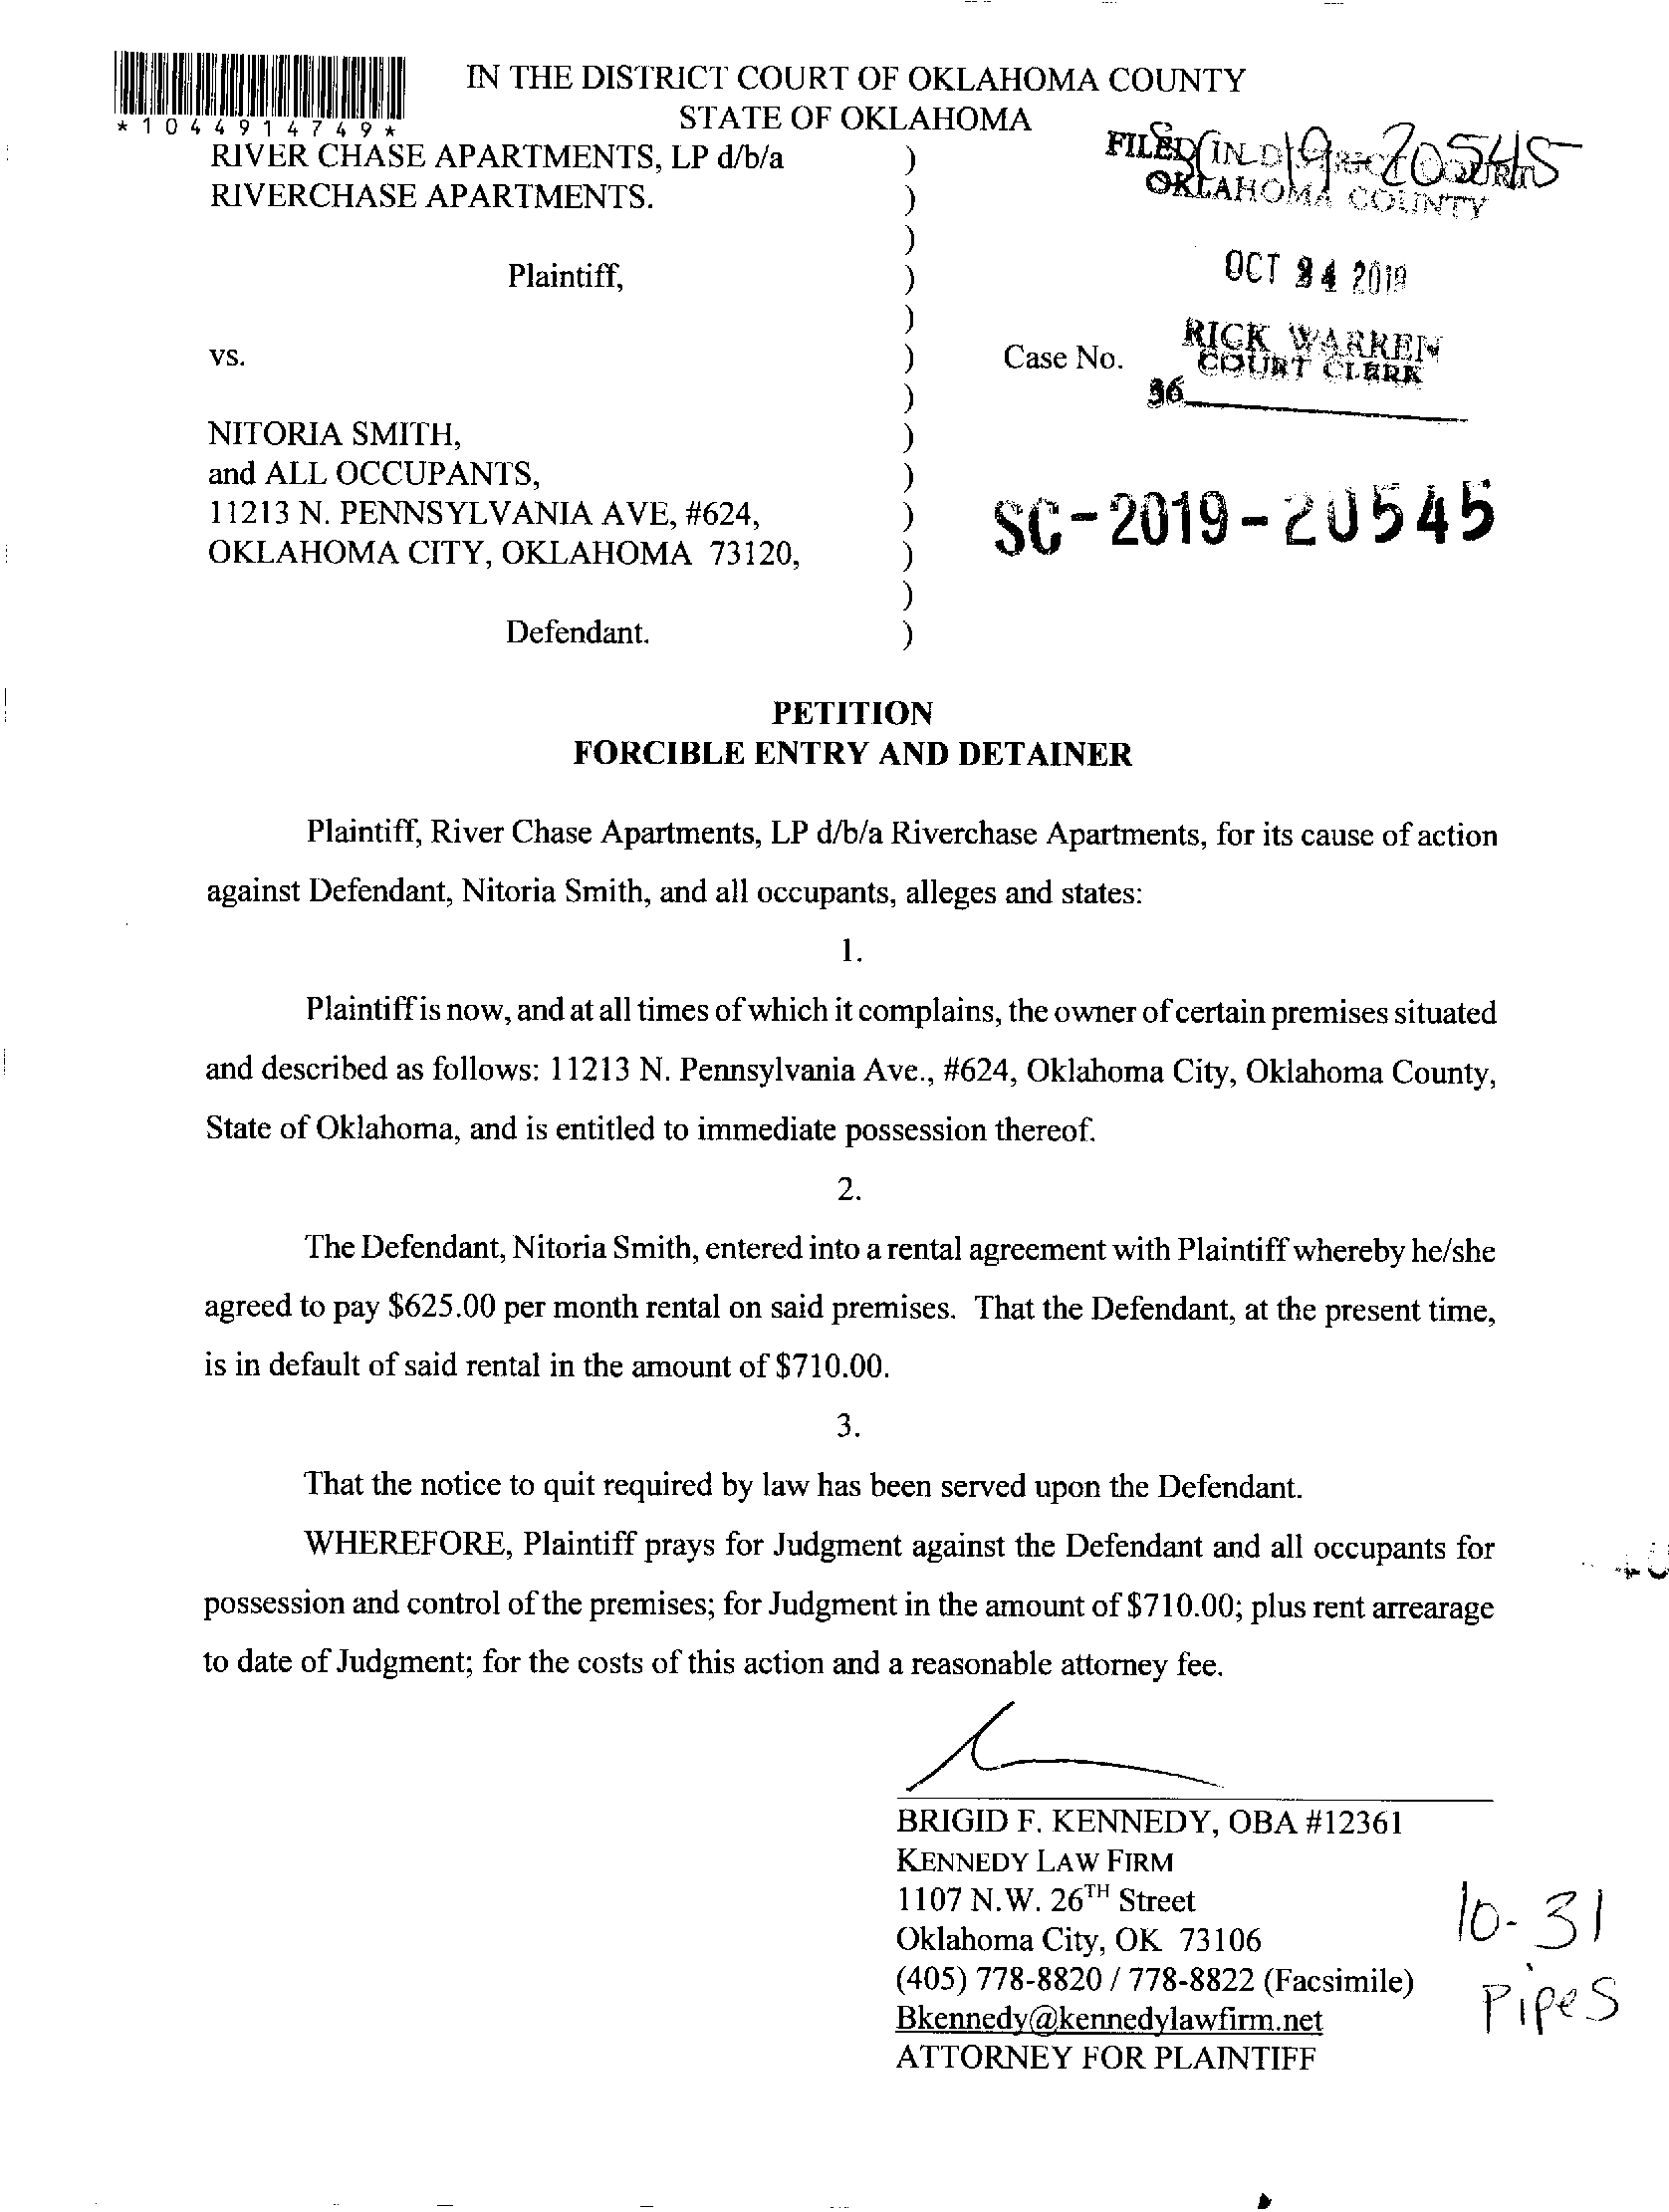 IN THE DISTRICT COURT OF OKLAHOMA COUNTY
STATE OF OKLAHOMA
*1044914749*
RIVER CHASE APARTMENTS, LP d/b/a )
RIVERCHASE APARTMENTS. )
)
Plaintiff, )
)
vs. )
)
NITORIA SMITH, )
and ALL OCCUPANTS, )
11213 N. PENNSYLVANIA AVE, #624, )
OKLAHOMA CITY, OKLAHOMA 73120, )
)
Defendant. )
FILED IN DISTRICT COURT
OKLAHOMA COUNTY
SC 19-20545
OCT 24 2019
RICK WARREN
COURT CLERK
Case No.
36
SC-2019-20545
PETITION
FORCIBLE ENTRY AND DETAINER
Plaintiff, River Chase Apartments, LP d/b/a Riverchase Apartments, for its cause of action
against Defendant, Nitoria Smith, and all occupants, alleges and states:
1.
Plaintiff is now, and at all times of which it complains, the owner of certain premises situated
and described as follows: 11213 N. Pennsylvania Ave., #624, Oklahoma City, Oklahoma County,
State of Oklahoma, and is entitled to immediate possession thereof.
2.
The Defendant, Nitoria Smith, entered into a rental agreement with Plaintiff whereby he/she
agreed to pay $625.00 per month rental on said premises. That the Defendant, at the present time,
is in default of said rental in the amount of $710.00.
3.
That the notice to quit required by law has been served upon the Defendant.
WHEREFORE, Plaintiff prays for Judgment against the Defendant and all occupants for
possession and control of the premises; for Judgment in the amount of $710.00; plus rent arrearage
to date of Judgment; for the costs of this action and a reasonable attorney fee.
BRIGID F. KENNEDY, OBA #12361
KENNEDY LAW FIRM
1107 N.W. 26TH Street
Oklahoma City, OK 73106
(405) 778-8820 / 778-8822 (Facsimile)
Bkennedy@kennedylawfirm.net
ATTORNEY FOR PLAINTIFF
10-31
Pipes